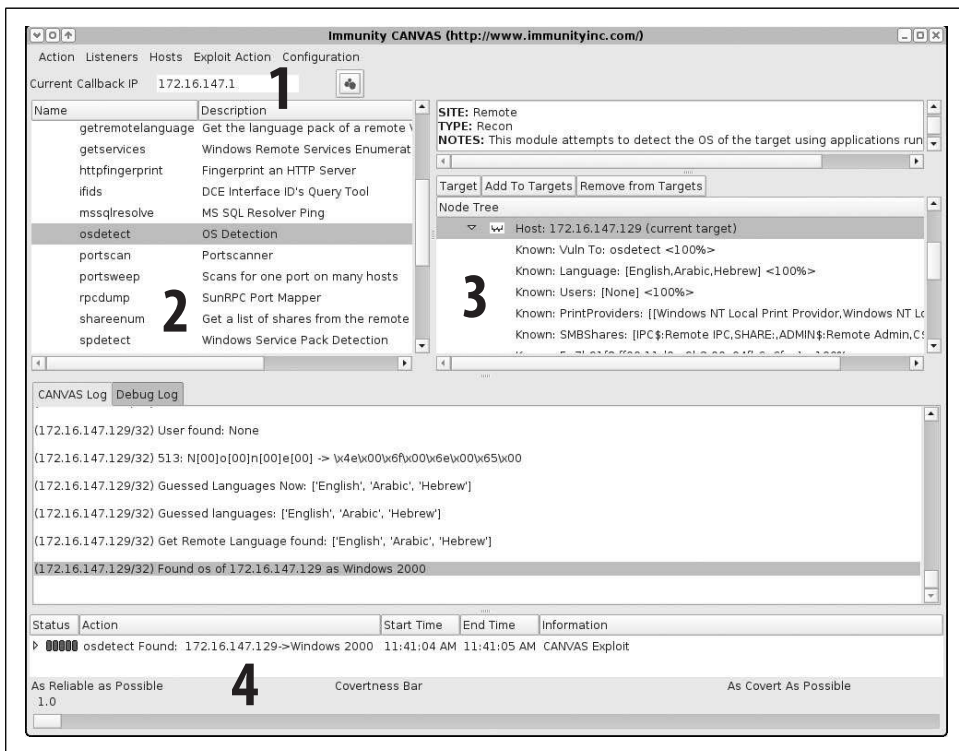 Immunity CANVAS (http://www.immunityinc.com/)
Action Listeners Hosts Exploit Action Configuration
Current Callback IP 172.16.147.1
1
Name Description
getremotelanguage Get the language pack of a remote
getservices Windows Remote Services Enumerat
httpfingerprint Fingerprint an HTTP Server
ifids DCE Interface ID's Query Tool
mssqlresolve MS SQL Resolver Ping
osdetect OS Detection
portscan Portscanner
portsweep Scans for one port on many hosts
rpcdump SunRPC Port Mapper
shareenum Get a list of shares from the remote
spdetect Windows Service Pack Detection
2
SITE: Remote
TYPE: Recon
NOTES: This module attempts to detect the OS of the target using applications run
Target Add To Targets Remove from Targets
Node Tree
Host: 172.16.147.129 (current target)
Known: Vuln To: osdetect <100%>
Known: Language: [English,Arabic,Hebrew] <100%>
Known: Users: [None] <100%>
Known: PrintProviders: [[Windows NT Local Print Providor,Windows NT Lo
Known: SMBShares: [IPC$:Remote IPC,SHARE:,ADMIN$:Remote Admin,C$
3
CANVAS Log Debug Log
(172.16.147.129/32) User found: None
(172.16.147.129/32) 513: N[00]o[00]n[00]e[00] -> \x4e\x00\x6f\x00\x6e\x00\x65\x00
(172.16.147.129/32) Guessed Languages Now: ['English', 'Arabic', 'Hebrew']
(172.16.147.129/32) Guessed languages: ['English', 'Arabic', 'Hebrew']
(172.16.147.129/32) Get Remote Language found: ['English', 'Arabic', 'Hebrew']
(172.16.147.129/32) Found os of 172.16.147.129 as Windows 2000
Status Action Start Time End Time Information
osdetect Found: 172.16.147.129->Windows 2000 11:41:04 AM 11:41:05 AM CANVAS Exploit
4
As Reliable as Possible Covertness Bar As Covert As Possible
1.0